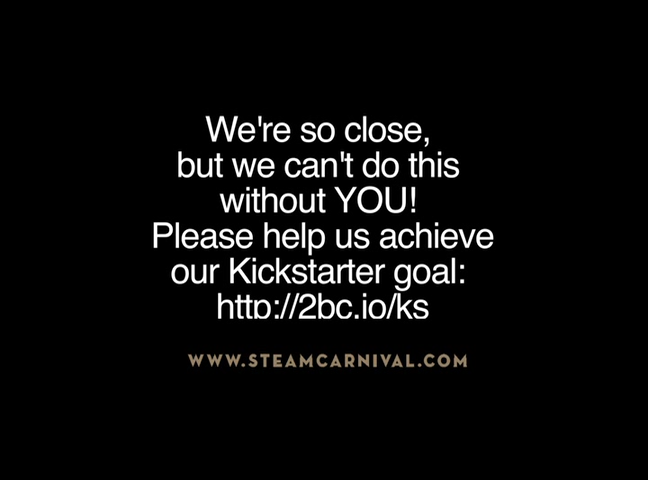 We're so close,
but we can't do this
without YOU!
Please help us achieve
our Kickstarter goal:
http://2bc.io/ks
WWW.STEAMCARNIVAL.COM